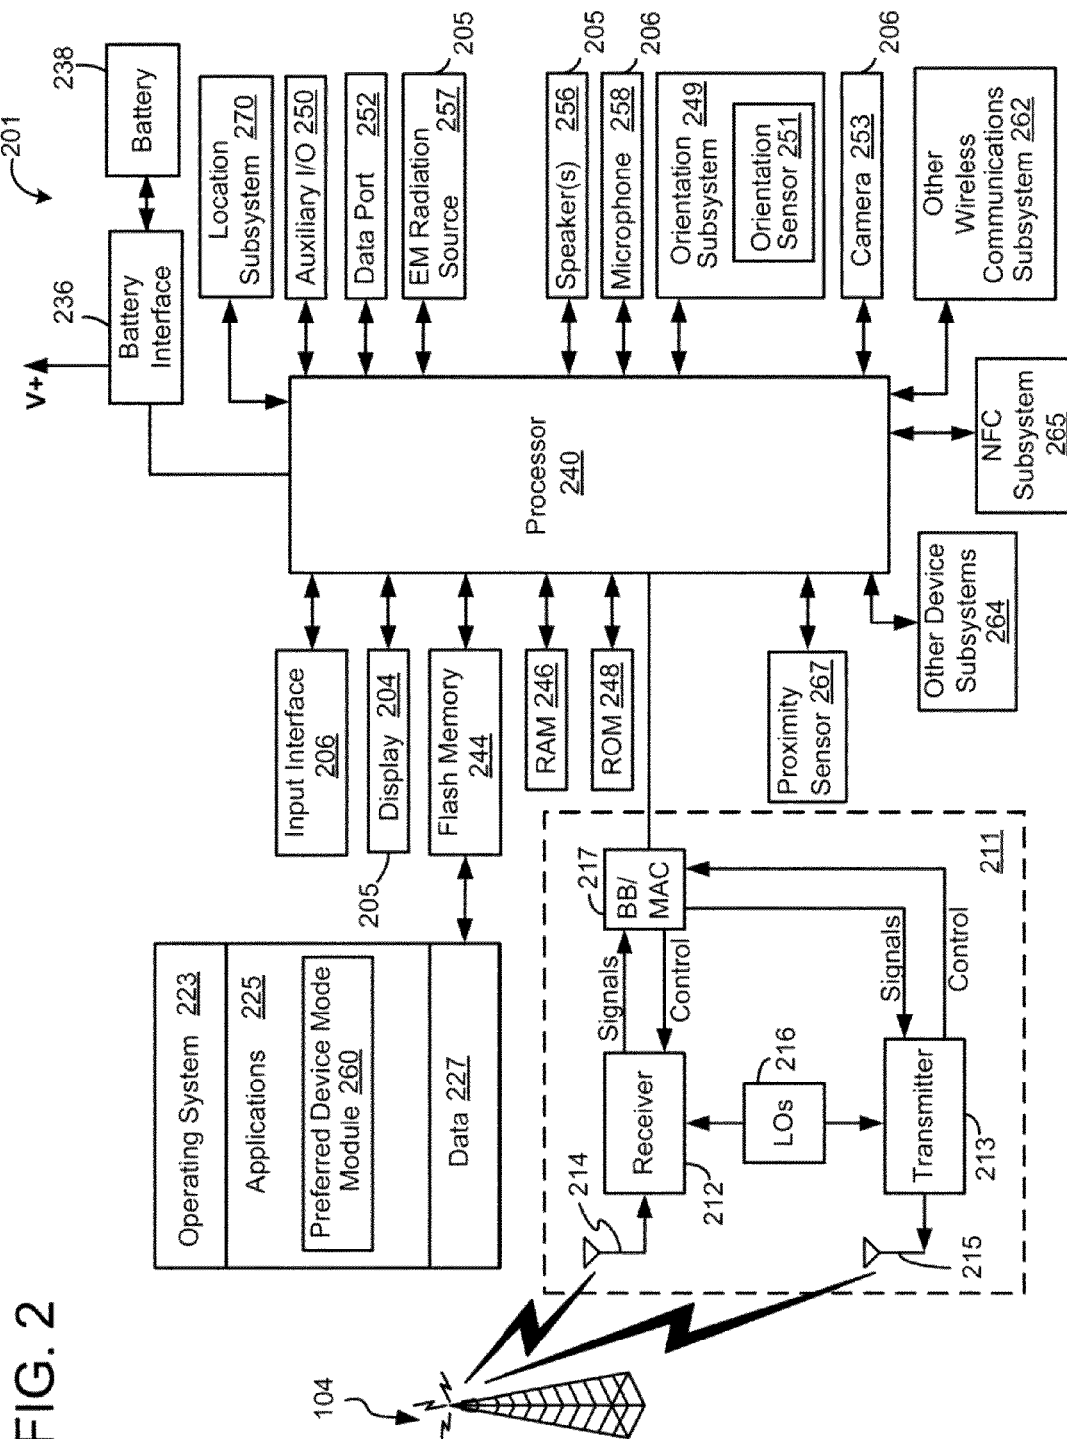 FIG. 2
201
V+
236
238
Battery
Interface
Battery
Operating System 223
Applications 225
Preferred Device Mode
Module 260
Data 227
Input Interface
206
Display 204
205
Flash Memory
244
RAM 246
ROM 248
Proximity
Sensor 267
Other Device
Subsystems
264
Processor
240
Location
Subsystem 270
Auxiliary I/O 250
Data Port 252
EM Radiation
Source 257
205
Speaker(s) 256
205
Microphone 258
206
Orientation
Subsystem 249
Orientation
Sensor 251
Camera 253
206
Other
Wireless
Communications
Subsystem 262
NFC
Subsystem
265
104
214
Receiver
212
Signals
Control
217
BB/
MAC
LOs
216
Transmitter
213
215
Signals
Control
211